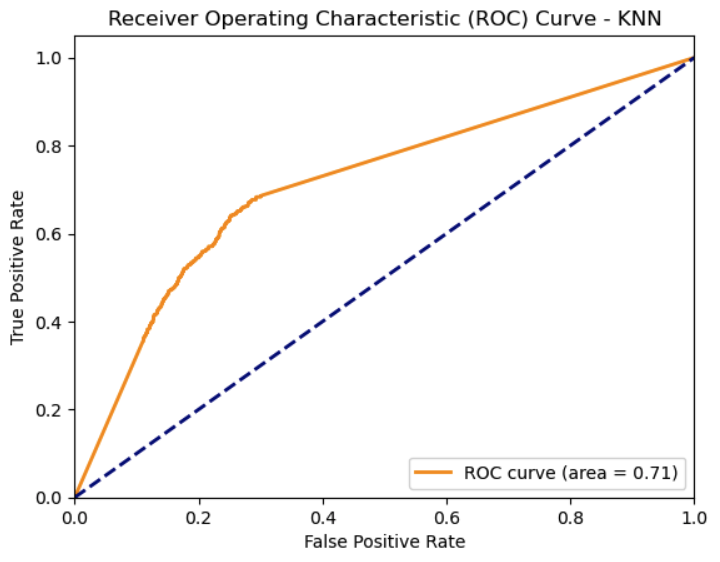 Receiver Operating Characteristic (ROC) Curve - KNN
1.0
0.8
0.6
0.4
0.2
0.0
True Positive Rate
ROC curve (area = 0.71)
0.0 0.2 0.4 0.6 0.8 1.0
False Positive Rate